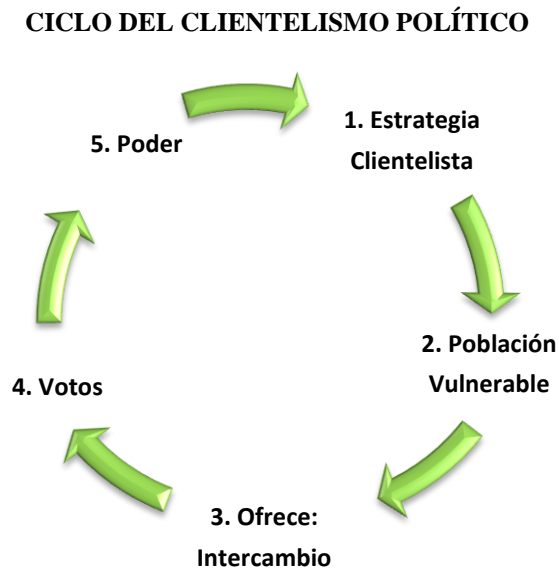 CICLO DEL CLIENTELISMO POLÍTICO
1. Estrategia
Clientelista
2. Población
Vulnerable
3. Ofrece:
Intercambio
4. Votos
5. Poder